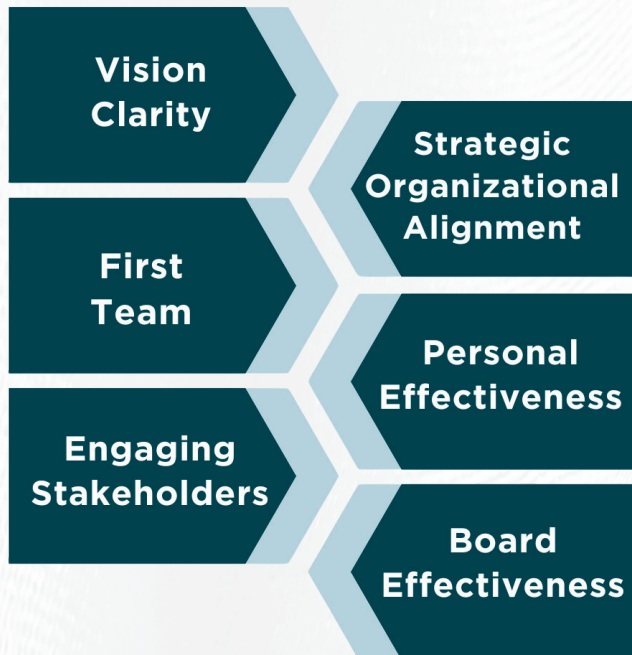 Vision
Clarity
Strategic
Organizational
Alignment
First
Team
Personal
Effectiveness
Engaging
Stakeholders
Board
Effectiveness